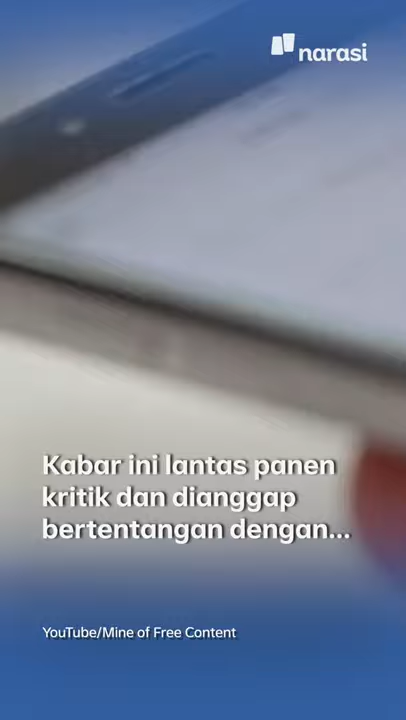 narasi
Kabar ini lantas panen
kritik dan dianggap
bertentangan dengan...
YouTube/Mine of Free Content